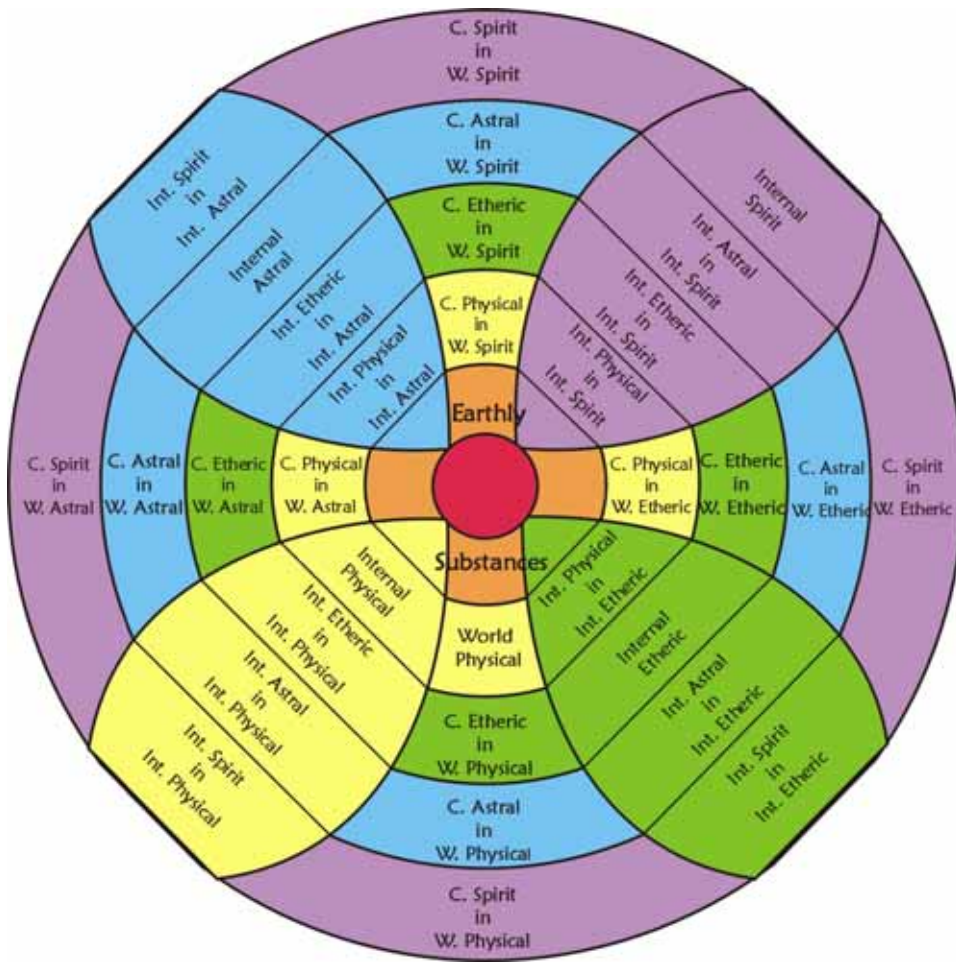 C. Spirit
in
W. Spirit
C. Astral
in
W. Spirit
C. Etheric
in
W. Spirit
C. Physical
in
W. Spirit
Int. Spirit
in
Int. Astral
Internal
Astral
Int. Etheric
in
Int. Astral
Int. Physical
in
Int. Astral
Internal
Spirit
Int. Astral
in
Int. Spirit
Int. Etheric
in
Int. Spirit
Int. Physical
in
Int. Spirit
Earthly
C. Spirit
in
W. Astral
C. Astral
in
W. Astral
C. Etheric
in
W. Astral
C. Physical
in
W. Astral
C. Physical
in
W. Etheric
C. Etheric
in
W. Etheric
C. Astral
in
W. Etheric
C. Spirit
in
W. Etheric
Substances
Internal
Physical
Int. Etheric
in
Int. Physical
Int. Astral
in
Int. Physical
Int. Spirit
in
Int. Physical
Int. Physical
in
Int. Etheric
Internal
Etheric
Int. Astral
in
Int. Etheric
Int. Spirit
in
Int. Etheric
World
Physical
C. Etheric
in
W. Physical
C. Astral
in
W. Physical
C. Spirit
in
W. Physical